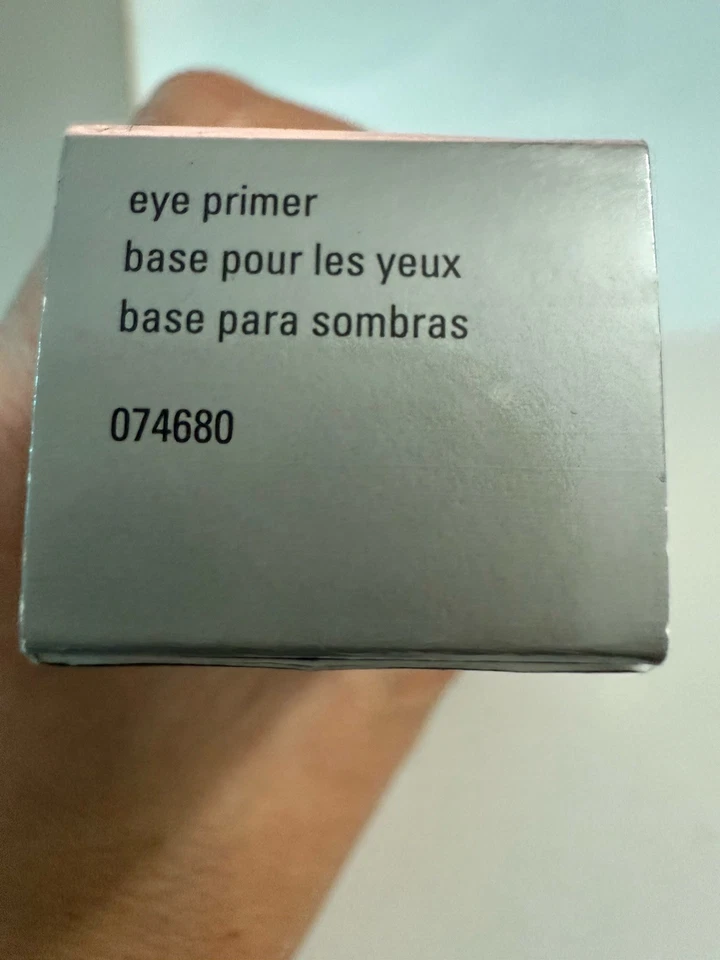 eye primer
base pour les yeux
base para sombras
074680